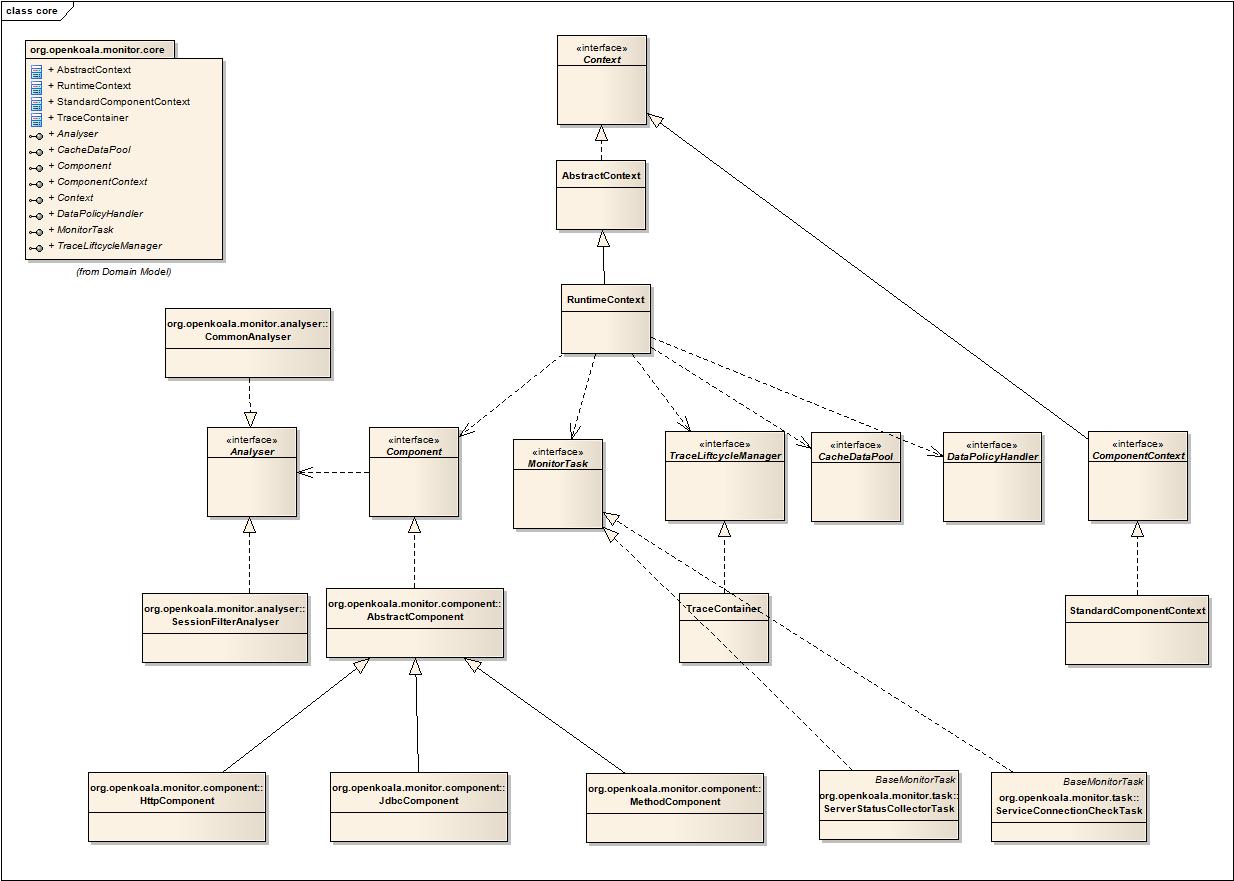 class core
org.openkoala.monitor.core
+ AbstractContext
+ RuntimeContext
+ StandardComponentContext
+ TraceContainer
+ Analyser
+ CacheDataPool
+ Component
+ ComponentContext
+ Context
+ DataPolicyHandler
+ MonitorTask
+ TraceLiftcycleManager
(from Domain Model)
«interface»
Context
AbstractContext
RuntimeContext
org.openkoala.monitor.analyser::
CommonAnalyser
«interface»
Analyser
«interface»
Component
«interface»
MonitorTask
«interface»
TraceLiftcycleManager
«interface»
CacheDataPool
«interface»
DataPolicyHandler
«interface»
ComponentContext
org.openkoala.monitor.analyser::
SessionFilterAnalyser
org.openkoala.monitor.component::
AbstractComponent
TraceContainer
StandardComponentContext
org.openkoala.monitor.component::
HttpComponent
org.openkoala.monitor.component::
JdbcComponent
org.openkoala.monitor.component::
MethodComponent
BaseMonitorTask
org.openkoala.monitor.task::
ServerStatusCollectorTask
BaseMonitorTask
org.openkoala.monitor.task::
ServiceConnectionCheckTask